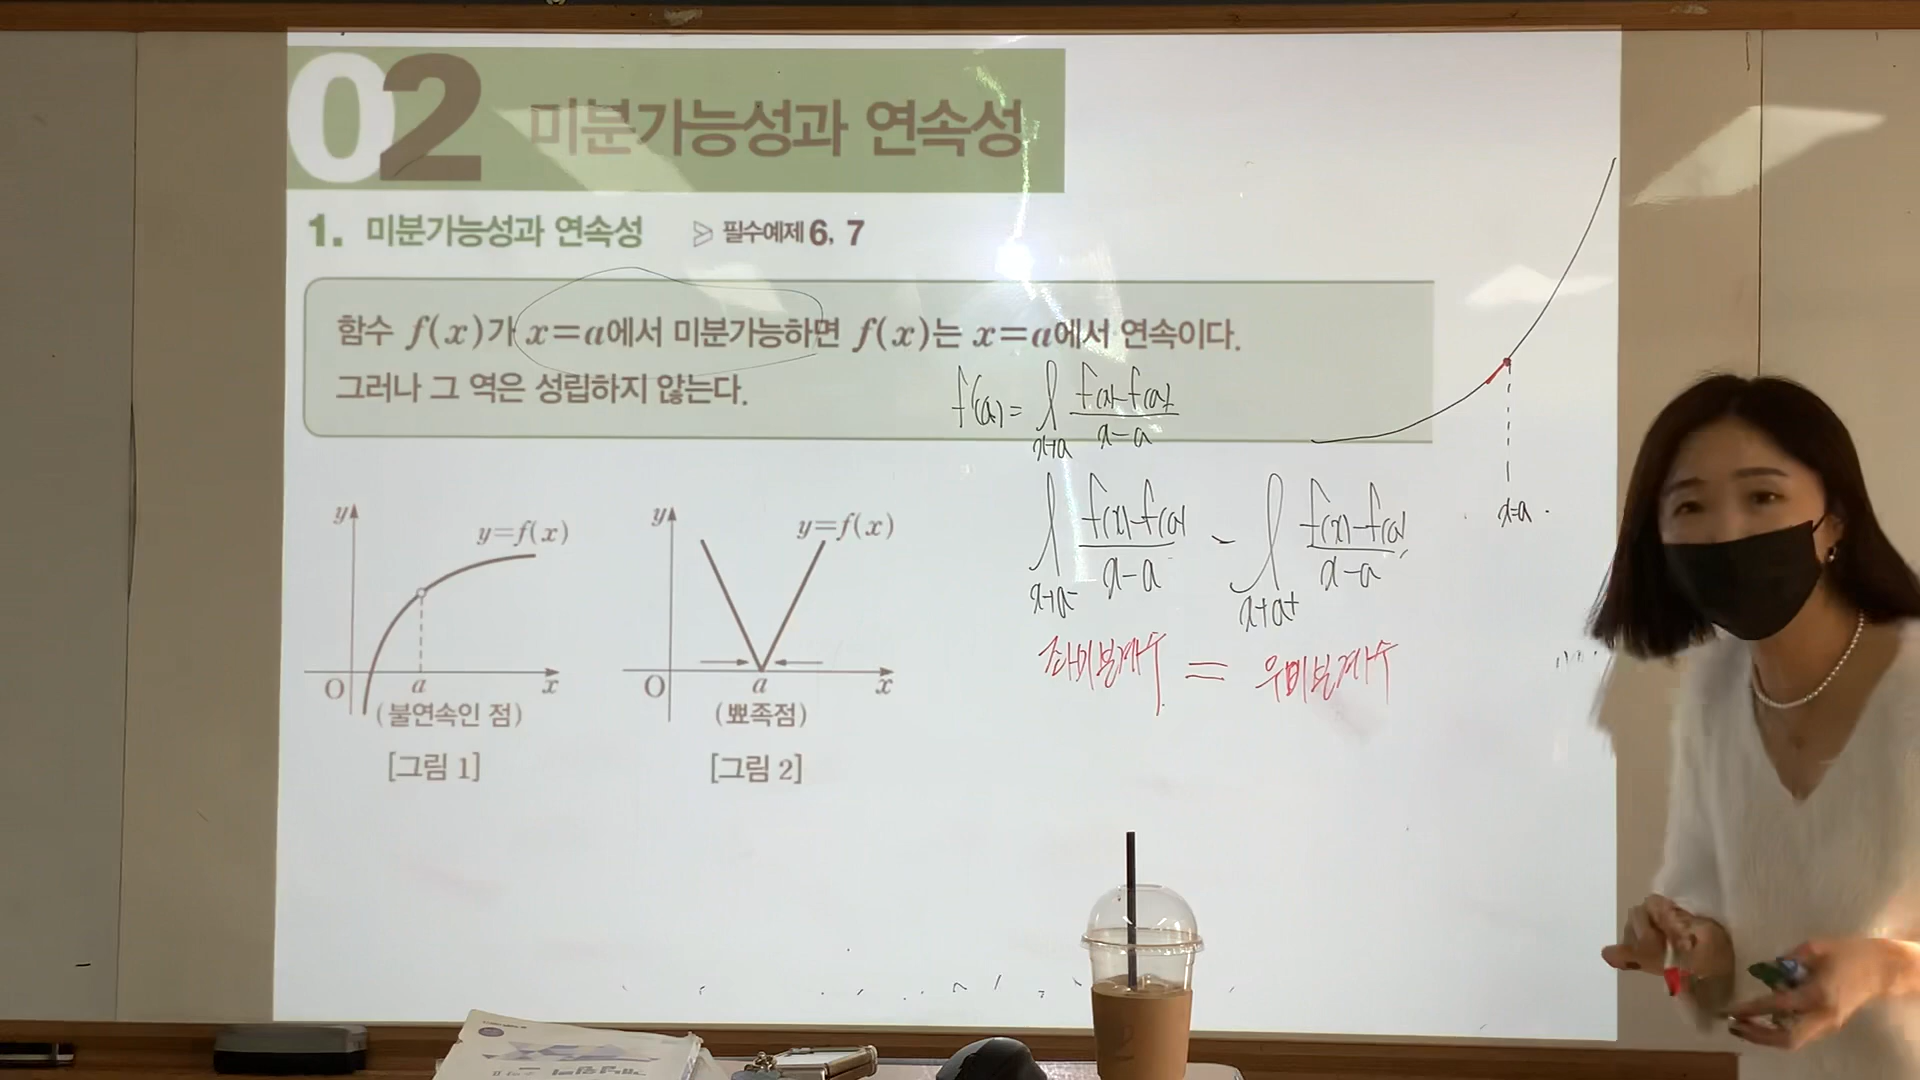 02 미분가능성과 연속성
1. 미분가능성과 연속성 ▷ 필수예제 6, 7
함수 f(x)가 x=a에서 미분가능하면 f(x)는 x=a에서 연속이다.
그러나 그 역은 성립하지 않는다.
f'(a) = l x→a f(x)-f(a) / x-a
l x→a- f(x)-f(a) / x-a = l x→a+ f(x)-f(a) / x-a
좌미분계수 = 우미분계수
x=a
y y=f(x) O a x
(불연속인 점)
[그림 1]
y y=f(x) O a x
(뾰족점)
[그림 2]